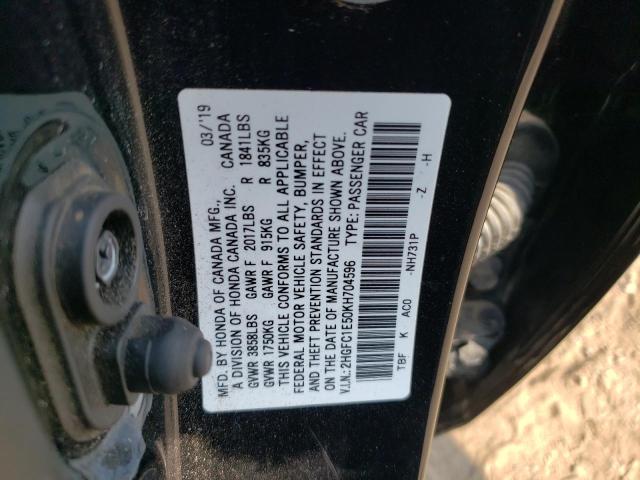 03/'19
MFD. BY HONDA OF CANADA MFG.,
A DIVISION OF HONDA CANADA INC. CANADA
GVWR 3858LBS GAWR F 2017LBS R 1841LBS
GVWR 1750KG GAWR F 915KG R 835KG
THIS VEHICLE CONFORMS TO ALL APPLICABLE
FEDERAL MOTOR VEHICLE SAFETY, BUMPER,
AND THEFT PREVENTION STANDARDS IN EFFECT
ON THE DATE OF MANUFACTURE SHOWN ABOVE.
V.I.N.: 2HGFC1E50KH704596 TYPE: PASSENGER CAR
TBF K AC0 -NH731P -Z -H